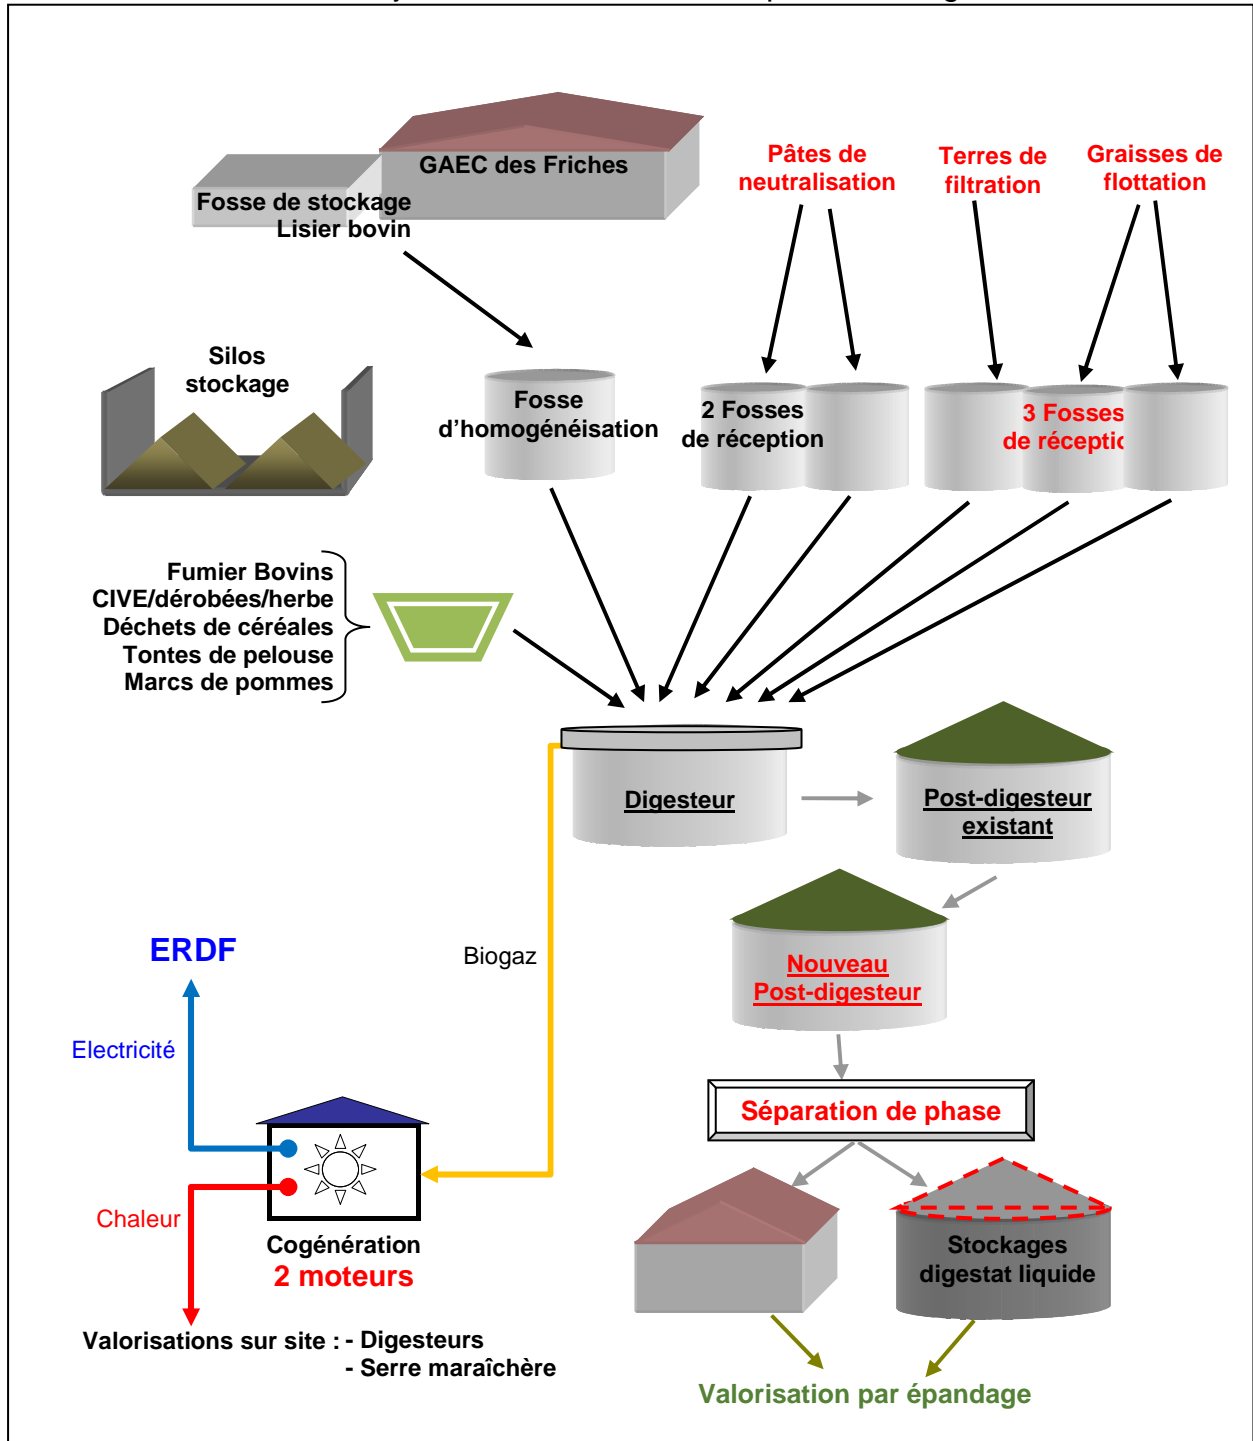 GAEC des Friches
Fosse de stockage
Lisier bovin
Pâtes de
neutralisation
Terres de
filtration
Graisses de
flottation
Silos
stockage
Fosse
d'homogénéisation
2 Fosses
de réception
3 Fosses
de réceptio
Fumier Bovins
CIVE/dérobées/herbe
Déchets de céréales
Tontes de pelouse
Marcs de pommes
Digesteur
Post-digesteur
existant
Nouveau
Post-digesteur
ERDF
Biogaz
Electricité
Séparation de phase
Chaleur
Cogénération
2 moteurs
Stockages
digestat liquide
Valorisations sur site : - Digesteurs
- Serre maraîchère
Valorisation par épandage